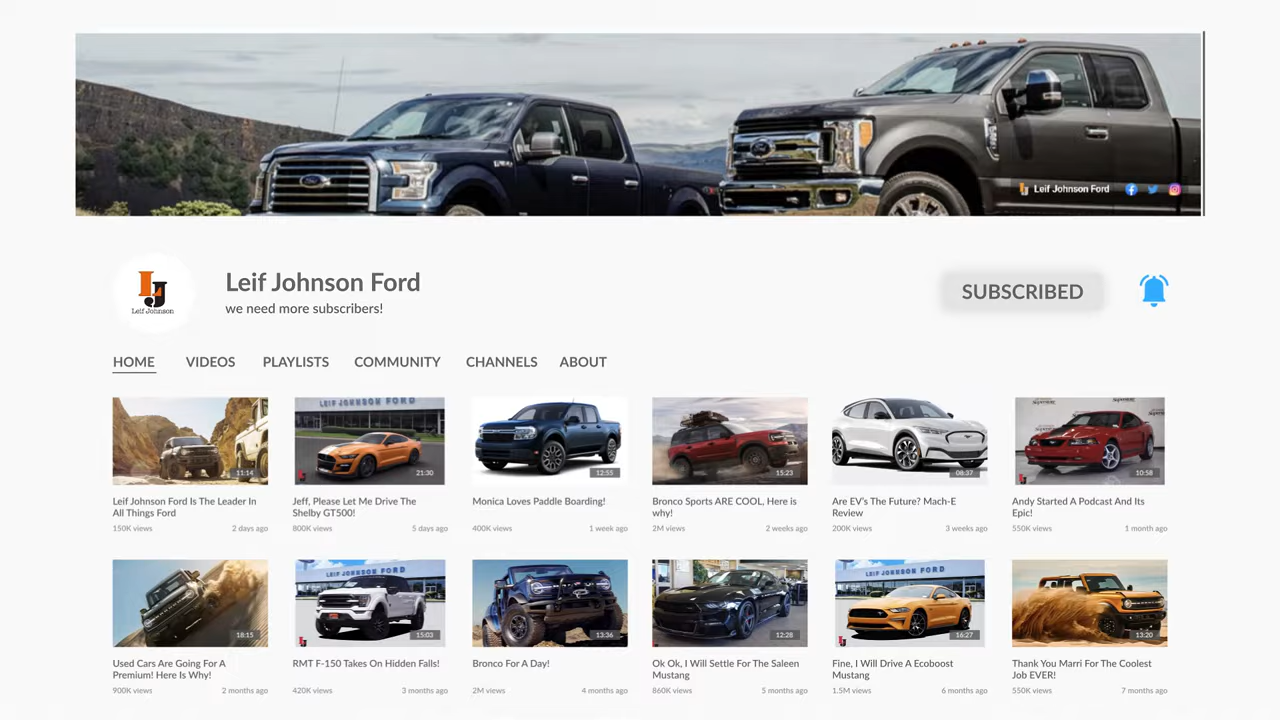 Leif Johnson Ford
LJ
Leif Johnson
Leif Johnson Ford
we need more subscribers!
SUBSCRIBED
HOME VIDEOS PLAYLISTS COMMUNITY CHANNELS ABOUT
11:14
LEIF JOHNSON FORD
21:30
12:55
15:23
08:37
10:58
Leif Johnson Ford Is The Leader In
All Things Ford
150K views 2 days ago
Jeff, Please Let Me Drive The
Shelby GT500!
800K views 5 days ago
Monica Loves Paddle Boarding!
400K views 1 week ago
Bronco Sports ARE COOL, Here is
why!
2M views 2 weeks ago
Are EV's The Future? Mach-E
Review
200K views 3 weeks ago
Andy Started A Podcast And Its
Epic!
550K views 1 month ago
18:15
LEIF JOHNSON FORD
15:03
13:36
12:28
LEIF JOHNSON FORD
16:27
13:20
Used Cars Are Going For A
Premium! Here Is Why!
900K views 2 months ago
RMT F-150 Takes On Hidden Falls!
420K views 3 months ago
Bronco For A Day!
2M views 4 months ago
Ok Ok, I Will Settle For The Saleen
Mustang
860K views 5 months ago
Fine, I Will Drive A Ecoboost
Mustang
1.5M views 6 months ago
Thank You Marri For The Coolest
Job EVER!
550K views 7 months ago